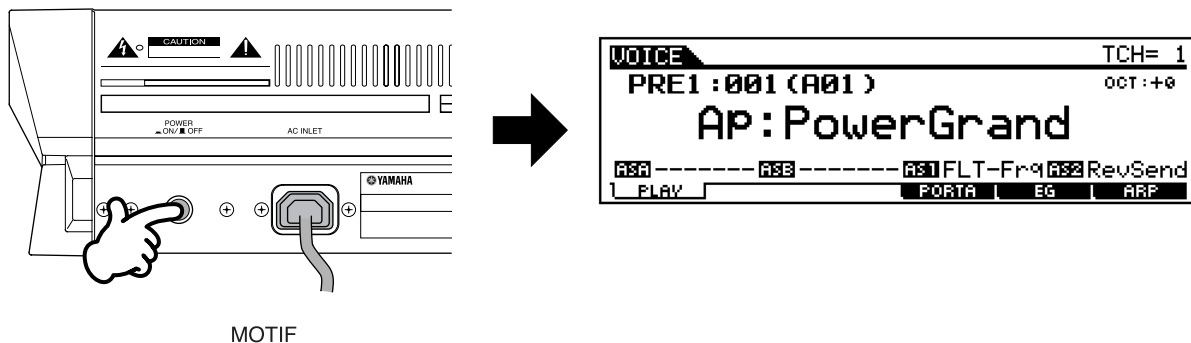 CAUTION
POWER
ON/ OFF
AC INLET
YAMAHA
MOTIF
VOICE TCH= 1
PRE1:001(A01) OCT:+0
AP:PowerGrand
ASA-------- ASB-------- AS1 FLT-Frq AS2 RevSend
PLAY PORTA EG ARP